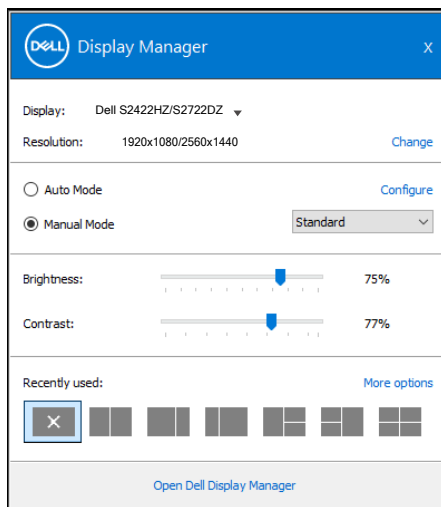 DELL Display Manager X
Display: Dell S2422HZ/S2722DZ
Resolution: 1920x1080/2560x1440 Change
Auto Mode Configure
Manual Mode Standard
Brightness: 75%
Contrast: 77%
Recently used: More options
Open Dell Display Manager